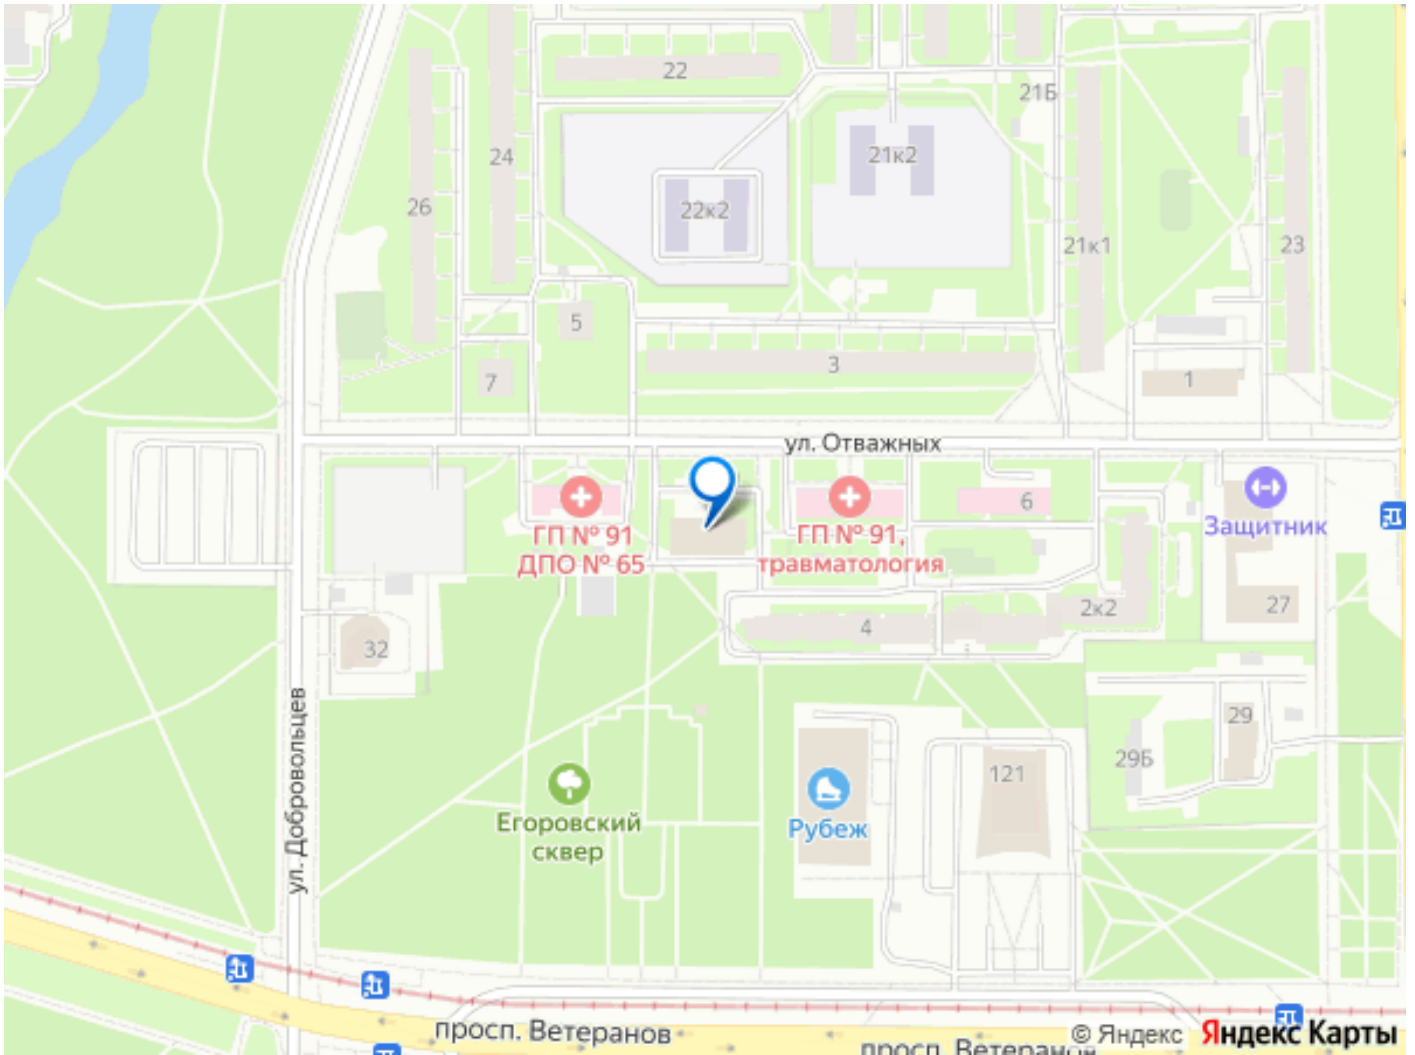 22
21Б
24
21к2
26
22к2
21к1
23
5
3
7
1
ул. Отважных
6
Защитник
ГП № 91
ДПО № 65
ГП № 91,
травматология
2к2
27
4
32
29
29Б
121
ул. Добровольцев
Егоровский
сквер
Рубеж
просп. Ветеранов
просп. Ветеранов
© Яндекс Яндекс Карты